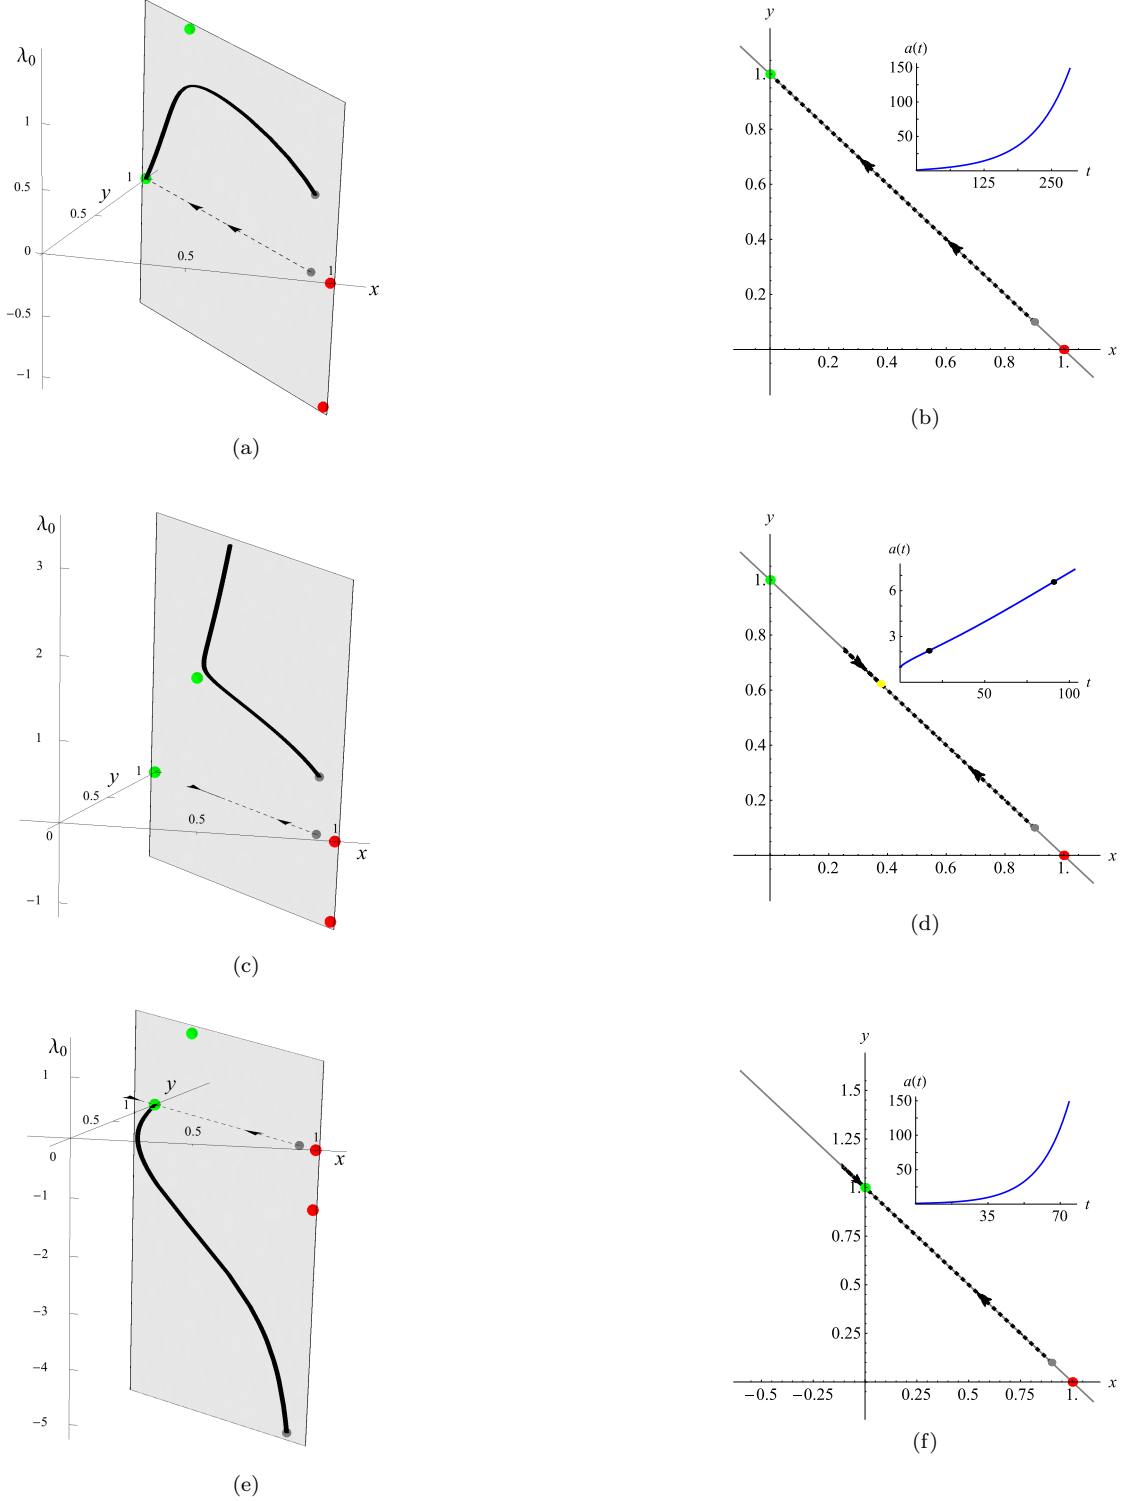 λ0
1
0.5
0
−0.5
−1
y
1
0.5
0.5
1
x
(a)
y
1.
0.8
0.6
0.4
0.2
0.2 0.4 0.6 0.8 1. x
a(t)
150
100
50
125 250 t
(b)
λ0
3
2
1
0
−1
y
1
0.5
0.5
1
x
(c)
y
1.
0.8
0.6
0.4
0.2
0.2 0.4 0.6 0.8 1. x
a(t)
6
3
50 100 t
(d)
λ0
1
0
−1
−2
−3
−4
−5
y
1
0.5
0.5
1
x
(e)
y
1.5
1.25
1.
0.75
0.5
0.25
−0.5 −0.25 0.25 0.5 0.75 1. x
a(t)
150
100
50
35 70 t
(f)